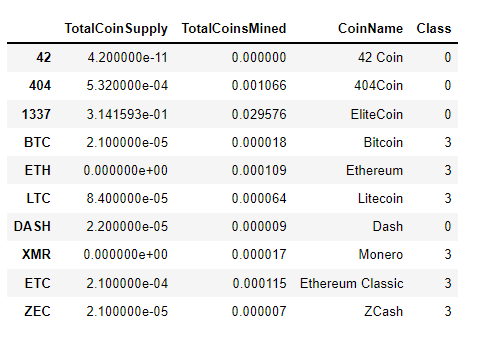 TotalCoinSupply TotalCoinsMined CoinName Class
42 4.200000e-11 0.000000 42 Coin 0
404 5.320000e-04 0.001066 404Coin 0
1337 3.141593e-01 0.029576 EliteCoin 0
BTC 2.100000e-05 0.000018 Bitcoin 3
ETH 0.000000e+00 0.000109 Ethereum 3
LTC 8.400000e-05 0.000064 Litecoin 3
DASH 2.200000e-05 0.000009 Dash 0
XMR 0.000000e+00 0.000017 Monero 3
ETC 2.100000e-04 0.000115 Ethereum Classic 3
ZEC 2.100000e-05 0.000007 ZCash 3